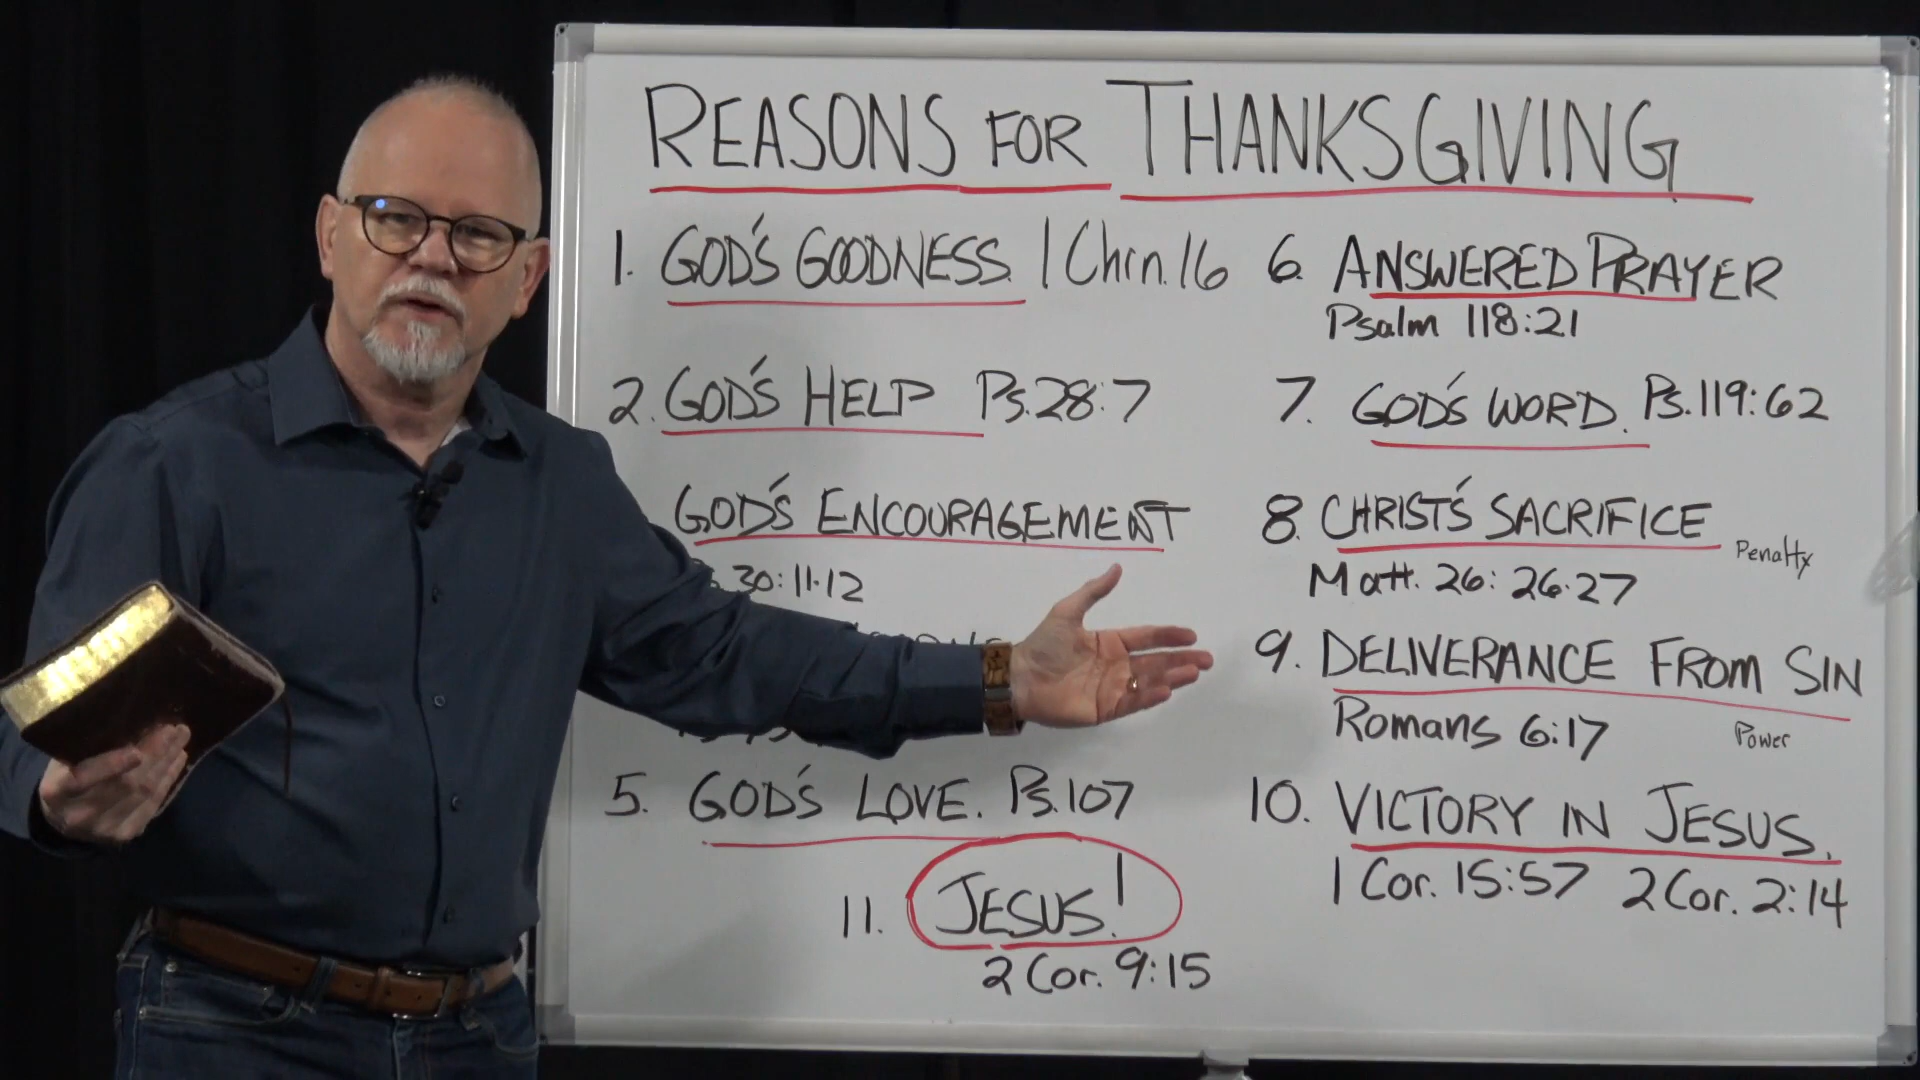 REASONS FOR THANKSGIVING
1. GOD'S GOODNESS. 1 Chrn. 16
2. GOD'S HELP Ps. 28:7
GOD'S ENCOURAGEMENT
30:11-12
5. GOD'S LOVE. Ps. 107
6. ANSWERED PRAYER
Psalm 118:21
7. GOD'S WORD. Ps. 119:62
8. CHRIST'S SACRIFICE
Penalty
Matt. 26:26-27
9. DELIVERANCE FROM SIN
Romans 6:17
Power
10. VICTORY IN JESUS.
1 Cor. 15:57 2 Cor. 2:14
11. JESUS!
2 Cor. 9:15